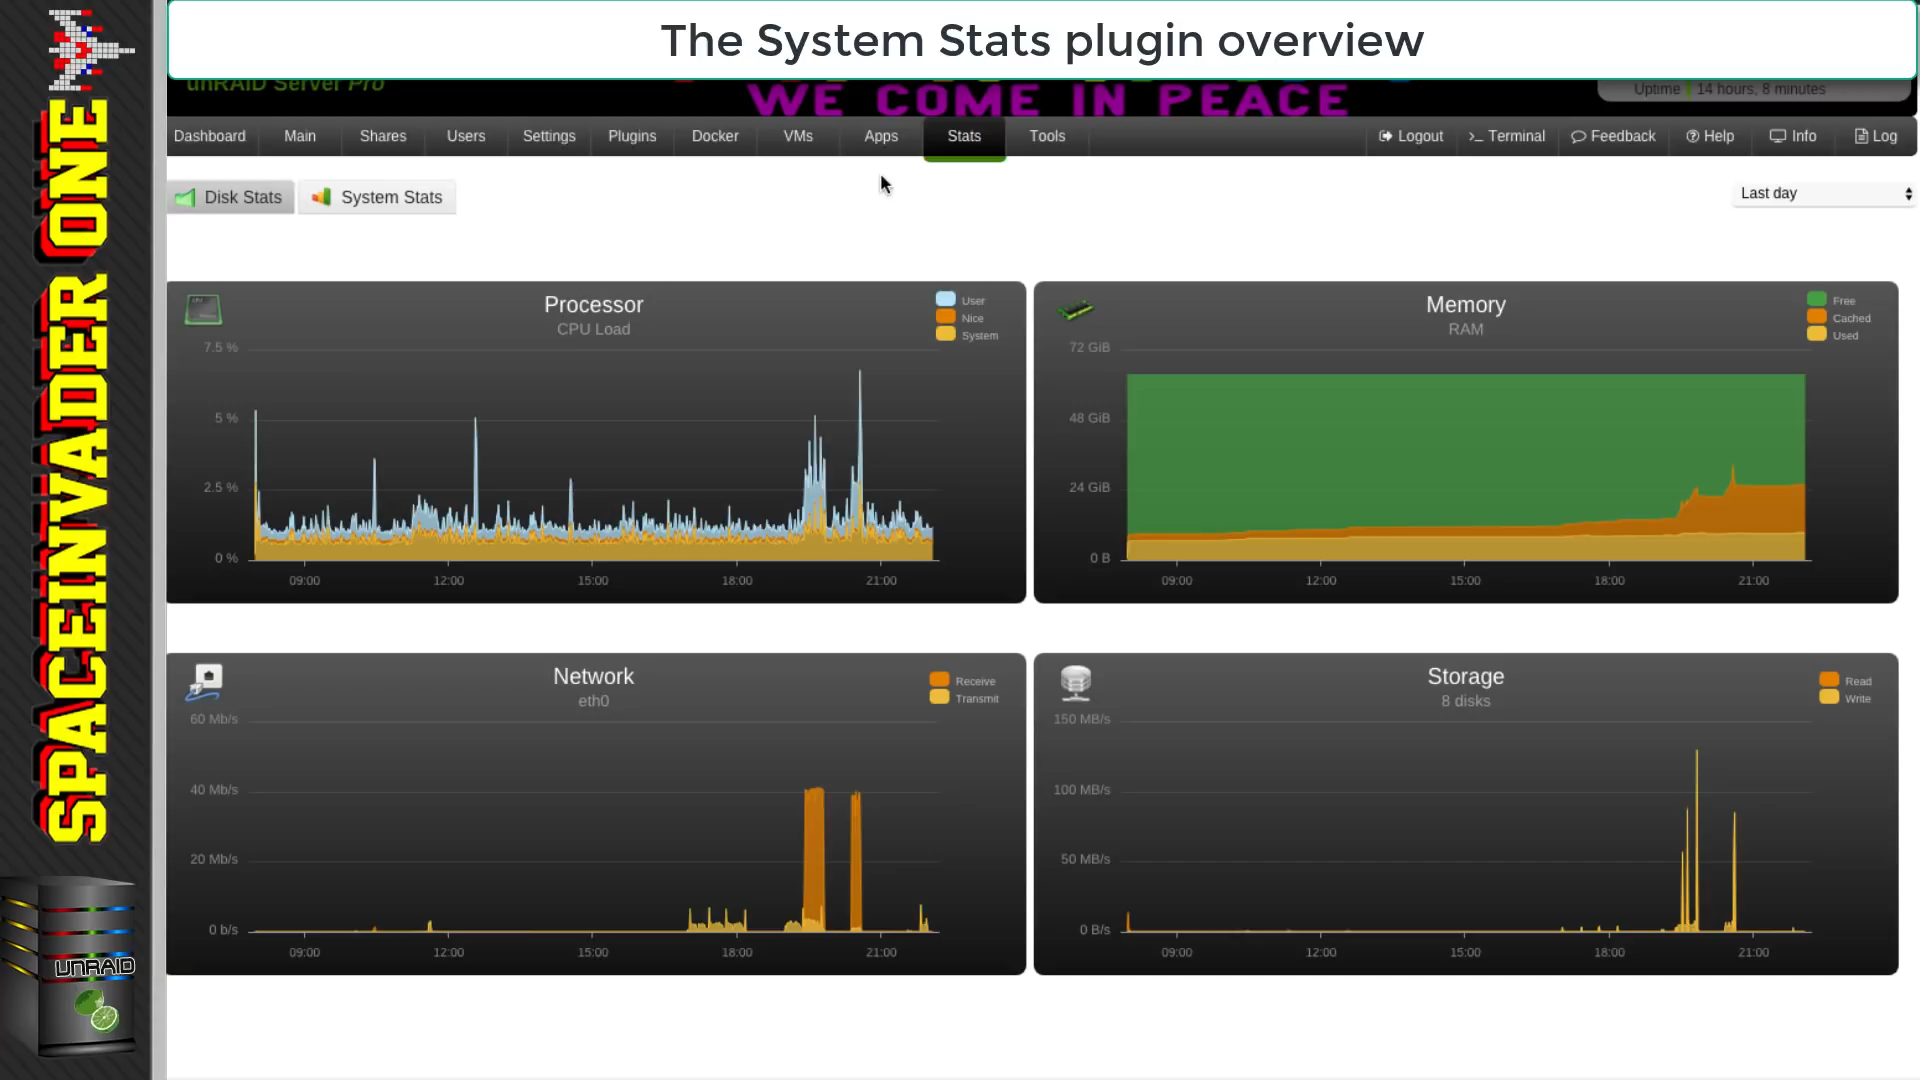 The System Stats plugin overview
SPACEINVADER ONE
UNRAID
unRAID Server Pro
WE COME IN PEACE
Uptime 14 hours, 8 minutes
Dashboard Main Shares Users Settings Plugins Docker VMs Apps Stats Tools Logout >_ Terminal Feedback Help Info Log
Disk Stats System Stats Last day
Processor
CPU Load
User
Nice
System
7.5 %
5 %
2.5 %
0 %
09:00 12:00 15:00 18:00 21:00
Memory
RAM
Free
Cached
Used
72 GiB
48 GiB
24 GiB
0 B
09:00 12:00 15:00 18:00 21:00
Network
eth0
Receive
Transmit
60 Mb/s
40 Mb/s
20 Mb/s
0 b/s
09:00 12:00 15:00 18:00 21:00
Storage
8 disks
Read
Write
150 MB/s
100 MB/s
50 MB/s
0 B/s
09:00 12:00 15:00 18:00 21:00